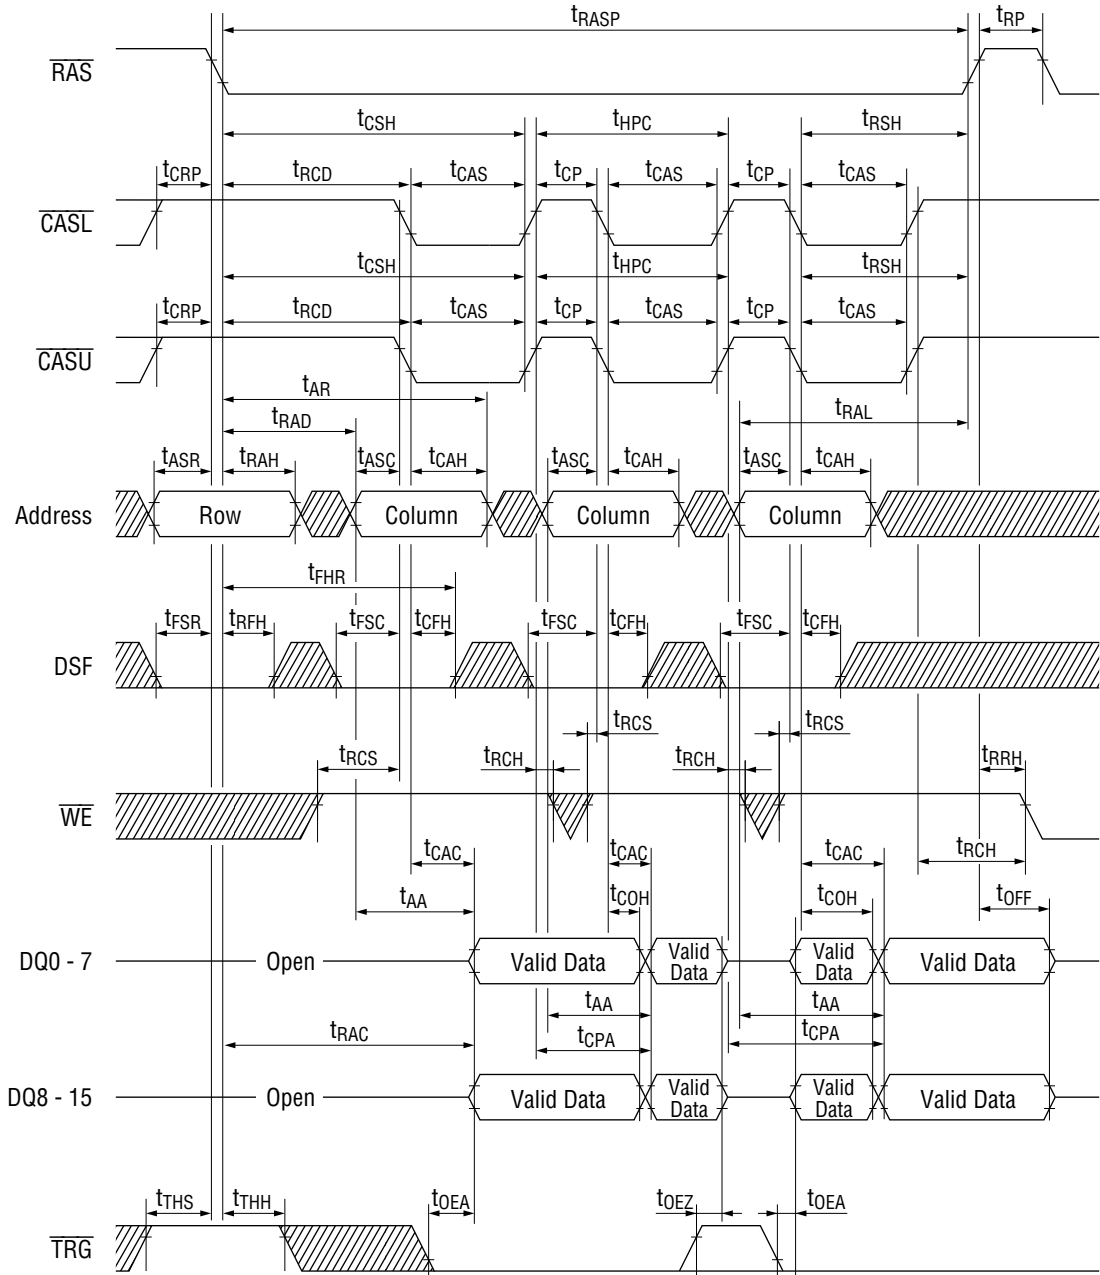 tRASP tRP
RAS
tCSH tHPC tRSH
tCRP tRCD tCAS tCP tCAS tCP tCAS
CASL
tCSH tHPC tRSH
tCRP tRCD tCAS tCP tCAS tCP tCAS
CASU
tAR
tRAD tRAL
tASR tRAH tASC tCAH tASC tCAH tASC tCAH
Address Row Column Column Column
tFHR
tFSR tRFH tFSC tCFH tFSC tCFH tFSC tCFH
DSF
tRCS tRCS
tRCS tRCH tRCH tRRH
WE
tCAC tCAC tCAC tRCH
tAA tCOH tCOH tOFF
DQ0 - 7 Open Valid Data Valid Data Valid Data Valid Data
tAA tAA
tRAC tCPA tCPA
DQ8 - 15 Open Valid Data Valid Data Valid Data Valid Data
tTHS tTHH tOEA tOEZ tOEA
TRG